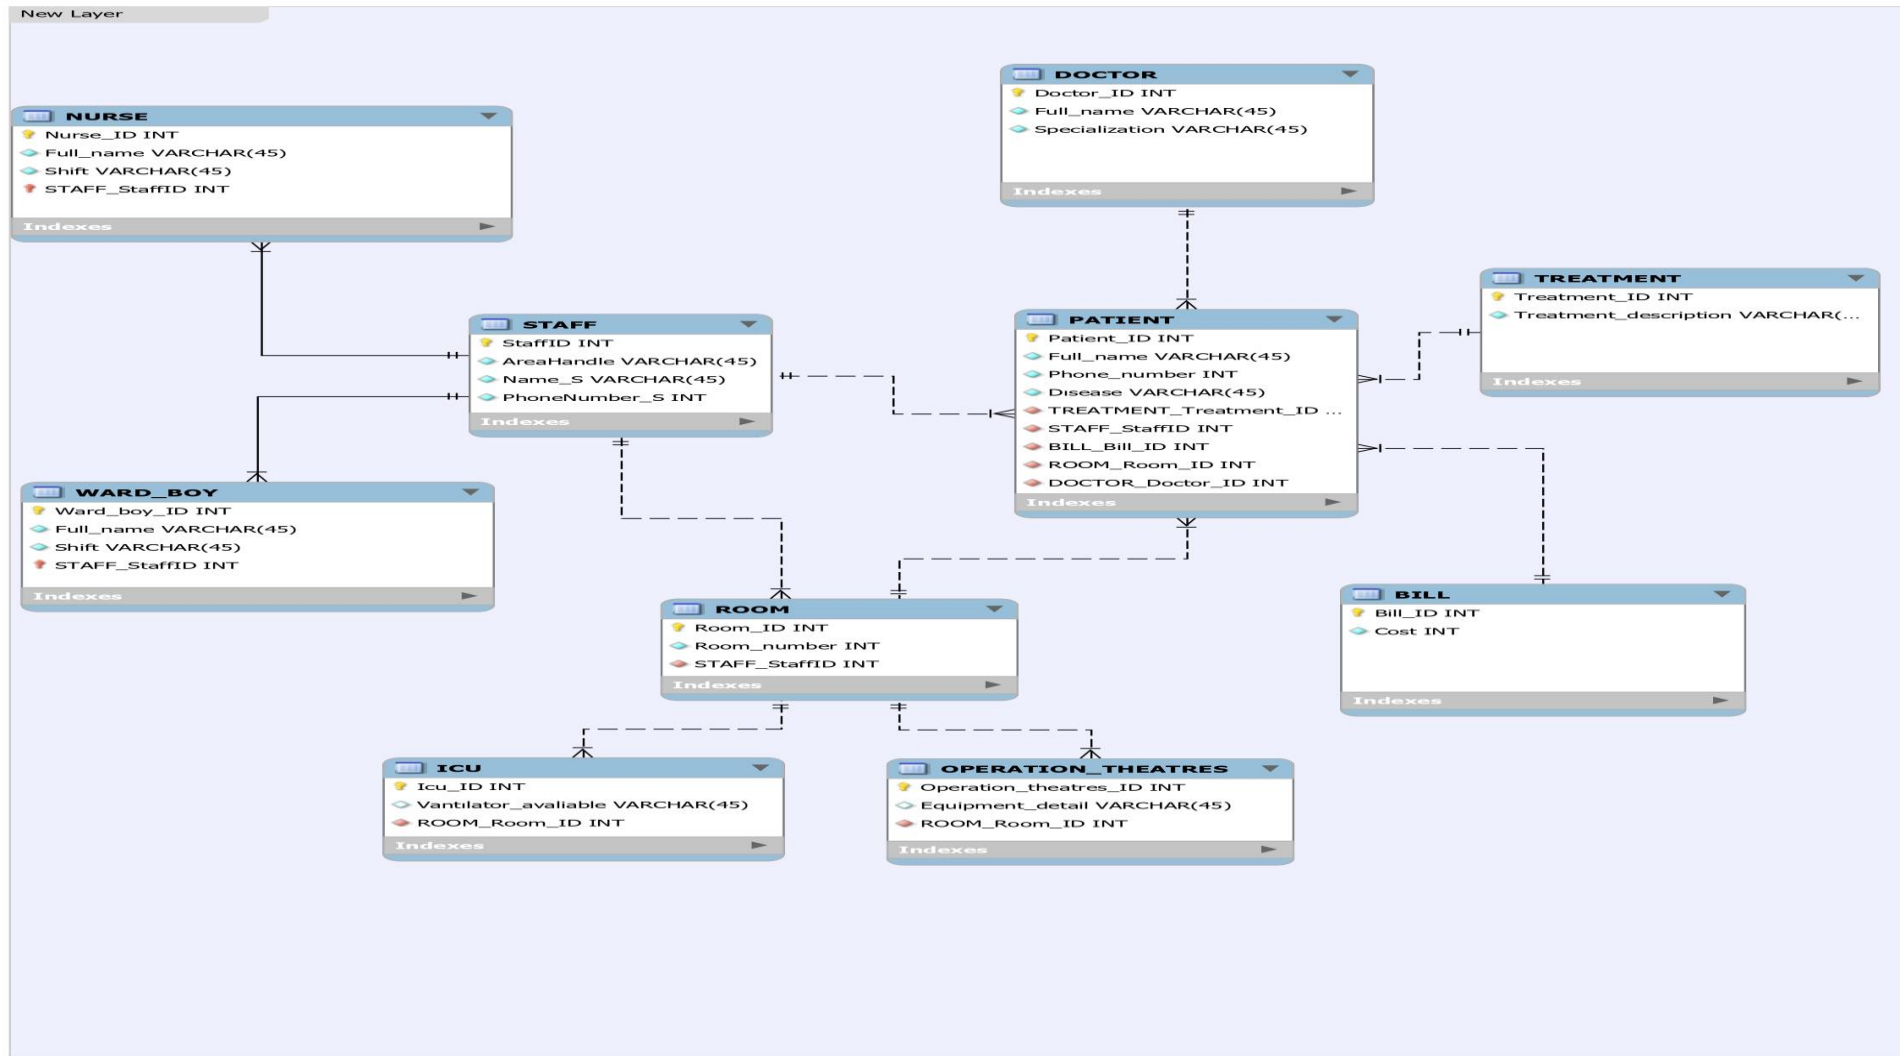 New Layer
DOCTOR
Doctor_ID INT
Full_name VARCHAR(45)
Specialization VARCHAR(45)
Indexes
NURSE
Nurse_ID INT
Full_name VARCHAR(45)
Shift VARCHAR(45)
STAFF_StaffID INT
Indexes
TREATMENT
Treatment_ID INT
Treatment_description VARCHAR(...
Indexes
STAFF
StaffID INT
AreaHandle VARCHAR(45)
Name_S VARCHAR(45)
PhoneNumber_S INT
Indexes
PATIENT
Patient_ID INT
Full_name VARCHAR(45)
Phone_number INT
Disease VARCHAR(45)
TREATMENT_Treatment_ID ...
STAFF_StaffID INT
BILL_Bill_ID INT
ROOM_Room_ID INT
DOCTOR_Doctor_ID INT
Indexes
WARD_BOY
Ward_boy_ID INT
Full_name VARCHAR(45)
Shift VARCHAR(45)
STAFF_StaffID INT
Indexes
ROOM
Room_ID INT
Room_number INT
STAFF_StaffID INT
Indexes
BILL
Bill_ID INT
Cost INT
Indexes
ICU
Icu_ID INT
Vantilator_avaliable VARCHAR(45)
ROOM_Room_ID INT
Indexes
OPERATION_THEATRES
Operation_theatres_ID INT
Equipment_detail VARCHAR(45)
ROOM_Room_ID INT
Indexes